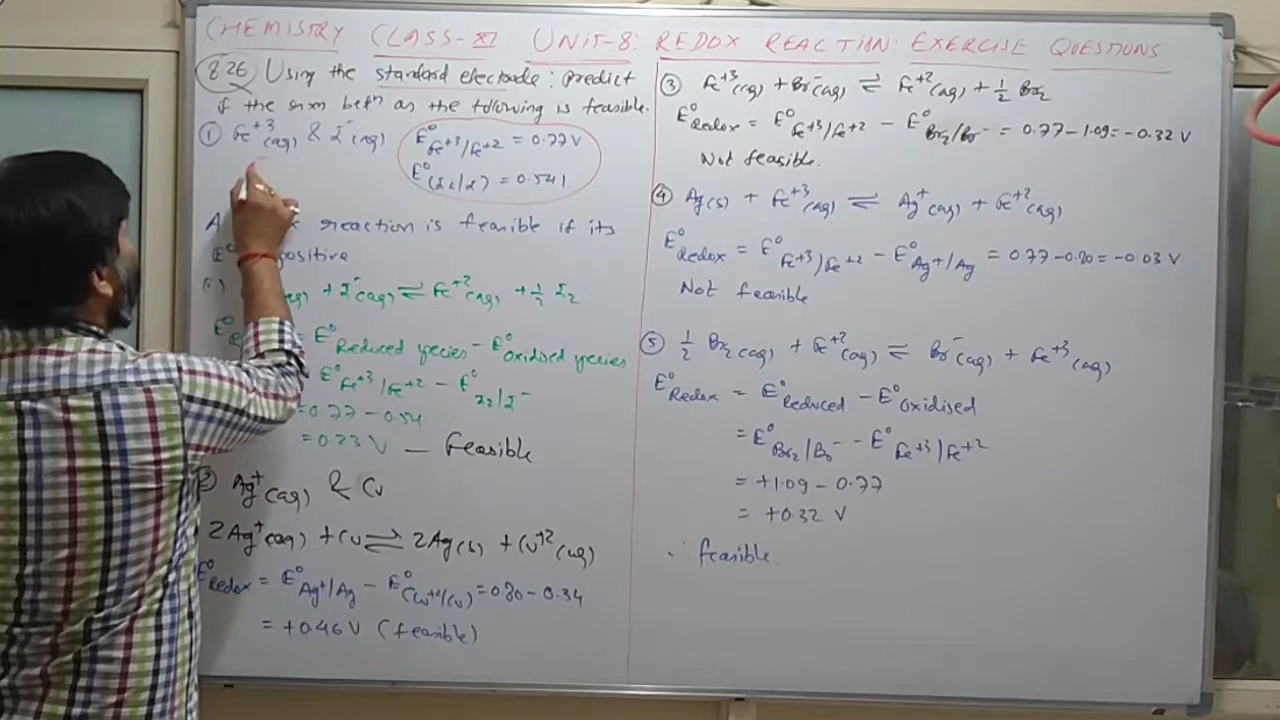 CHEMISTRY CLASS-XI: UNIT-8: REDOX REACTION: EXERCISE QUESTIONS
8.26 Using the standard electode: predict
if the rxn betn as the following is feasible.
① Fe+3(aq) & I-(aq)
E° Fe+3/Fe+2 = 0.77 V
E°(I2/I) = 0.541
A reaction is feasible if its
E° positive
+ I-(aq) ⇌ Fe+2(aq) + 1/2 I2
= E° Reduced species - E° Oxidised species
E° Fe+3/Fe+2 - E° I2/I-
= 0.77 - 0.54
= 0.23 V — Feasible
② Ag+(aq) & Cu
2Ag+(aq) + Cu ⇌ 2Ag(s) + Cu+2(aq)
E° Redox = E° Ag+/Ag - E°(Cu+2/Cu) = 0.80 - 0.34
= +0.46 V (feasible)
③ Fe+3(aq) + Br-(aq) ⇌ Fe+2(aq) + 1/2 Br2
E° Redox = E° Fe+3/Fe+2 - E° Br2/Br- = 0.77 - 1.09 = -0.32 V
Not feasible.
④ Ag(s) + Fe+3(aq) ⇌ Ag+(aq) + Fe+2(aq)
E° Redox = E° Fe+3/Fe+2 - E° Ag+/Ag = 0.77 - 0.80 = -0.03 V
Not feasible
⑤ 1/2 Br2(aq) + Fe+2(aq) ⇌ Br-(aq) + Fe+3(aq)
E° Redox = E° Reduced - E° Oxidised
= E° Br2/Br- - E° Fe+3/Fe+2
= +1.09 - 0.77
= +0.32 V
∴ feasible.